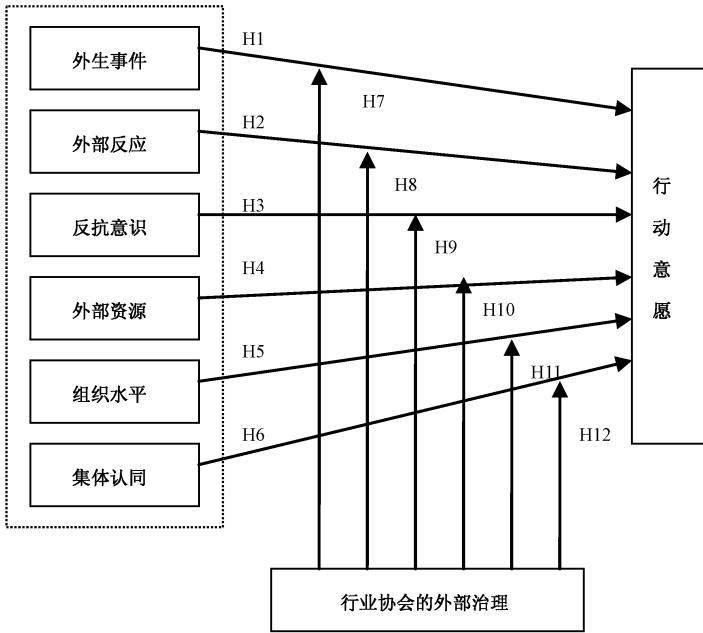 外生事件
H1
H7
外部反应
H2
H8
反抗意识
H3
H9
外部资源
H4
H10
组织水平
H5
H11
集体认同
H6
H12
行
动
意
愿
行业协会的外部治理